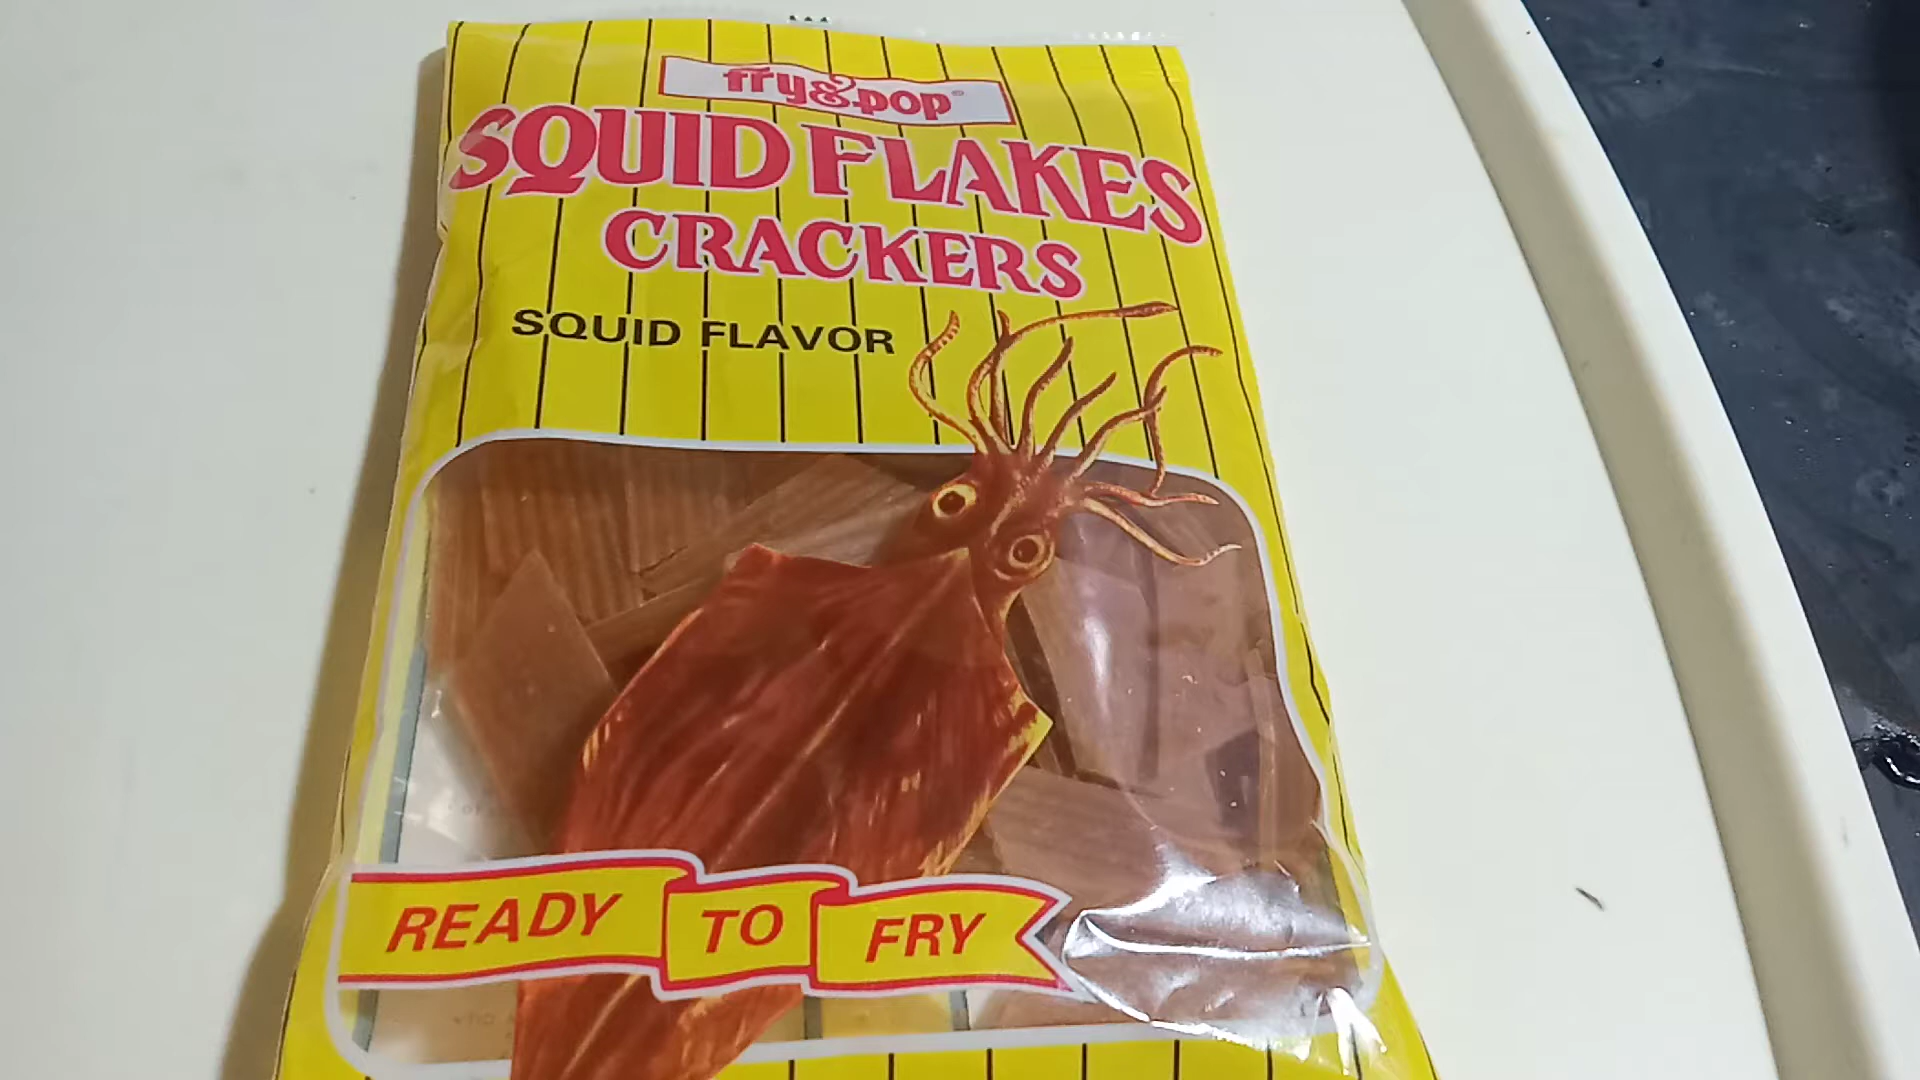 fry&pop®
SQUID FLAKES
CRACKERS
SQUID FLAVOR
READY TO FRY